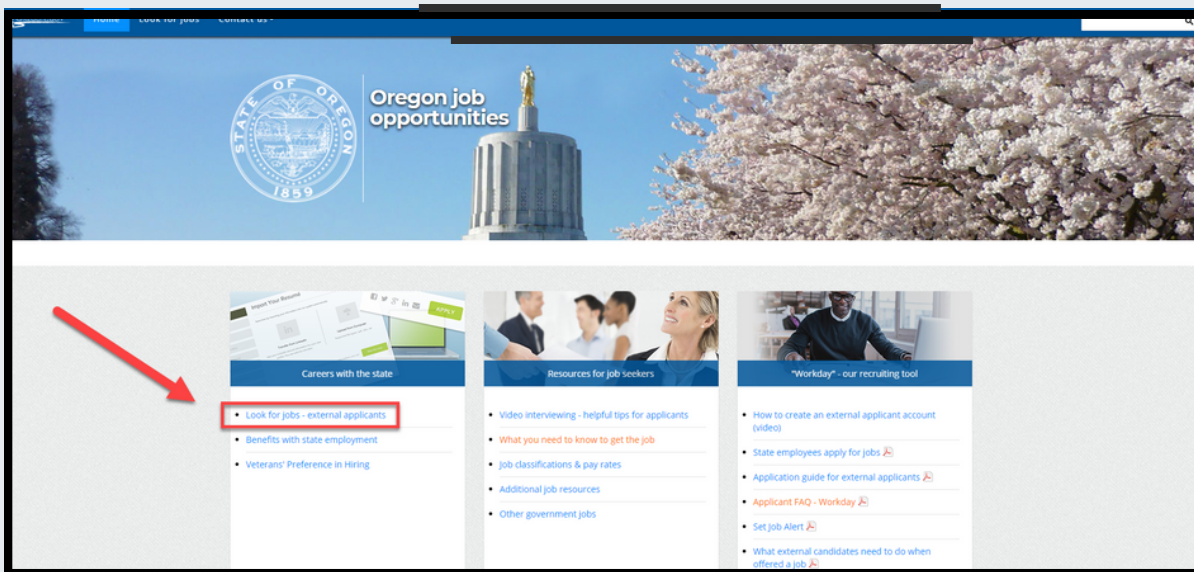 Home Look for jobs Contact us
STATE OF OREGON
1859
Oregon job
opportunities
Import Your Resume
APPLY
Careers with the state
Look for jobs - external applicants
Benefits with state employment
Veterans' Preference in Hiring
Resources for job seekers
Video interviewing - helpful tips for applicants
What you need to know to get the job
Job classifications & pay rates
Additional job resources
Other government jobs
"Workday" - our recruiting tool
How to create an external applicant account
(video)
State employees apply for jobs
Application guide for external applicants
Applicant FAQ - Workday
Set Job Alert
What external candidates need to do when
offered a job